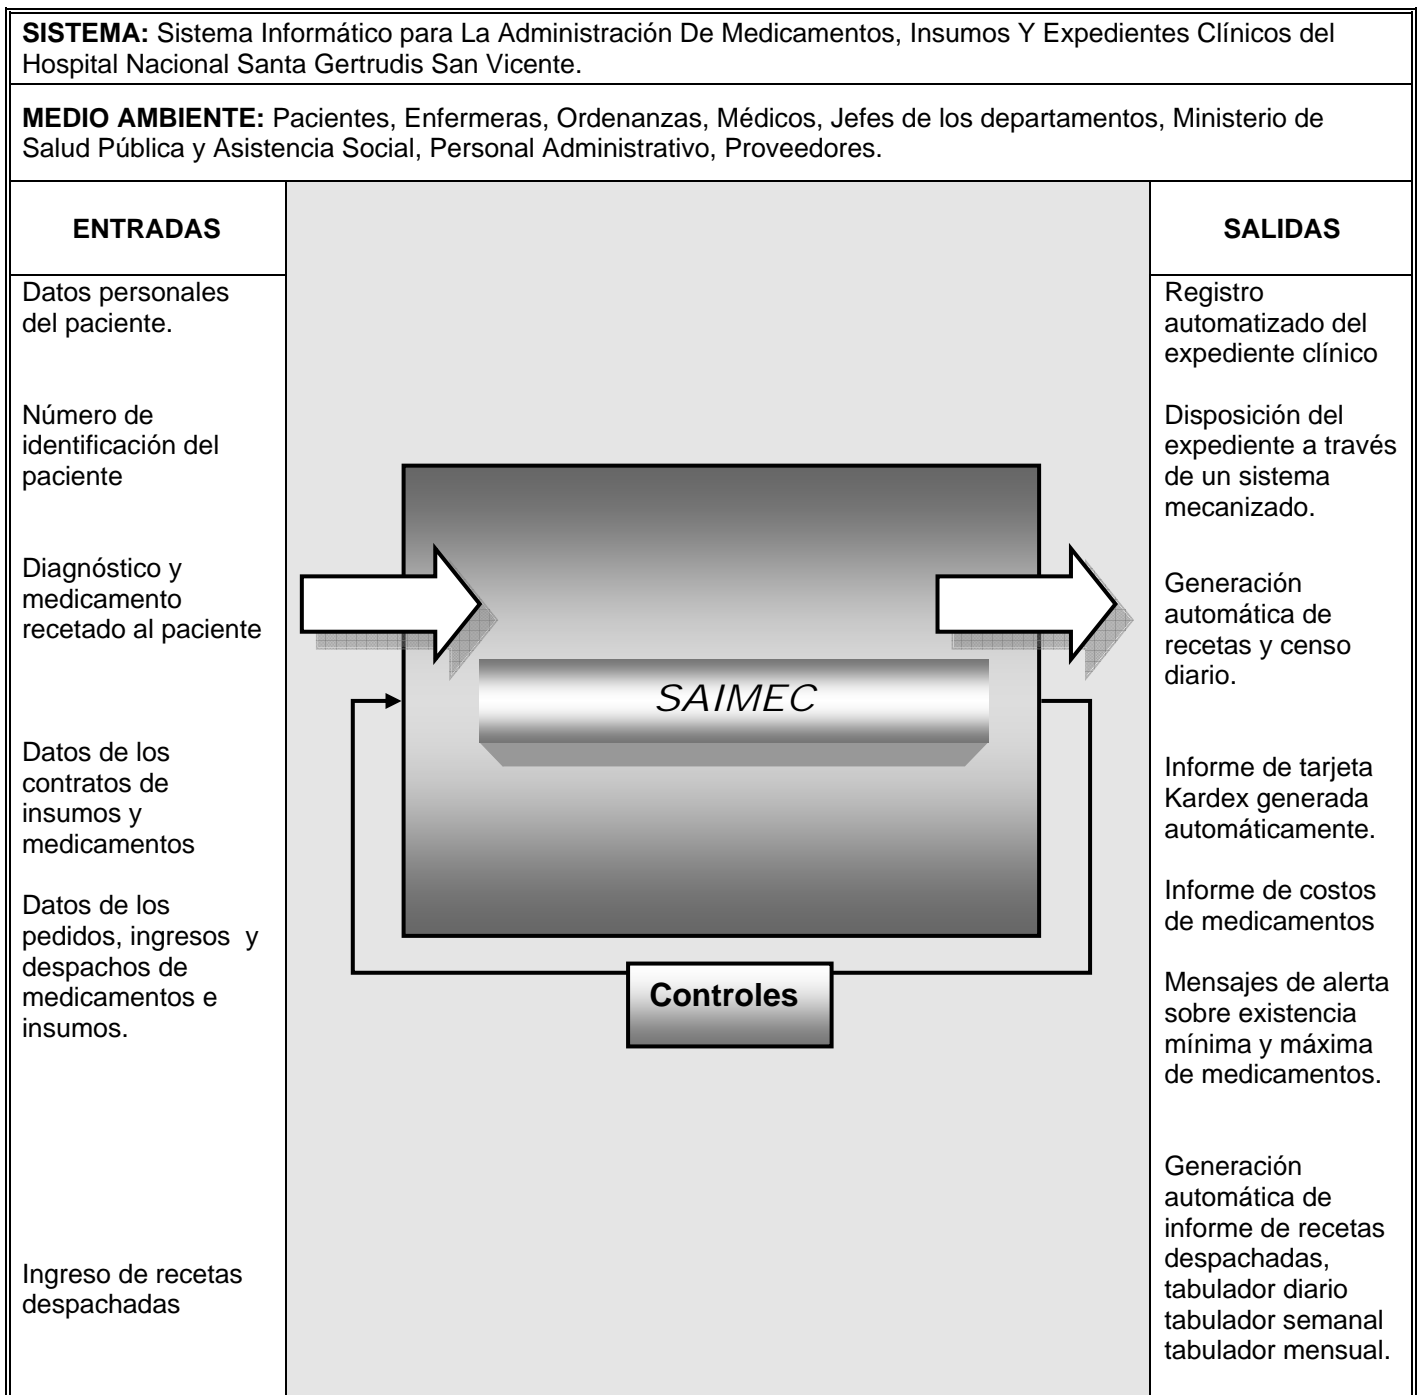 SISTEMA: Sistema Informático para La Administración De Medicamentos, Insumos Y Expedientes Clínicos del
Hospital Nacional Santa Gertrudis San Vicente.
MEDIO AMBIENTE: Pacientes, Enfermeras, Ordenanzas, Médicos, Jefes de los departamentos, Ministerio de
Salud Pública y Asistencia Social, Personal Administrativo, Proveedores.
ENTRADAS
Datos personales
del paciente.
Número de
identificación del
paciente
Diagnóstico y
medicamento
recetado al paciente
Datos de los
contratos de
insumos y
medicamentos
Datos de los
pedidos, ingresos y
despachos de
medicamentos e
insumos.
Ingreso de recetas
despachadas
SAIMEC
Controles
SALIDAS
Registro
automatizado del
expediente clínico
Disposición del
expediente a través
de un sistema
mecanizado.
Generación
automática de
recetas y censo
diario.
Informe de tarjeta
Kardex generada
automáticamente.
Informe de costos
de medicamentos
Mensajes de alerta
sobre existencia
mínima y máxima
de medicamentos.
Generación
automática de
informe de recetas
despachadas,
tabulador diario
tabulador semanal
tabulador mensual.